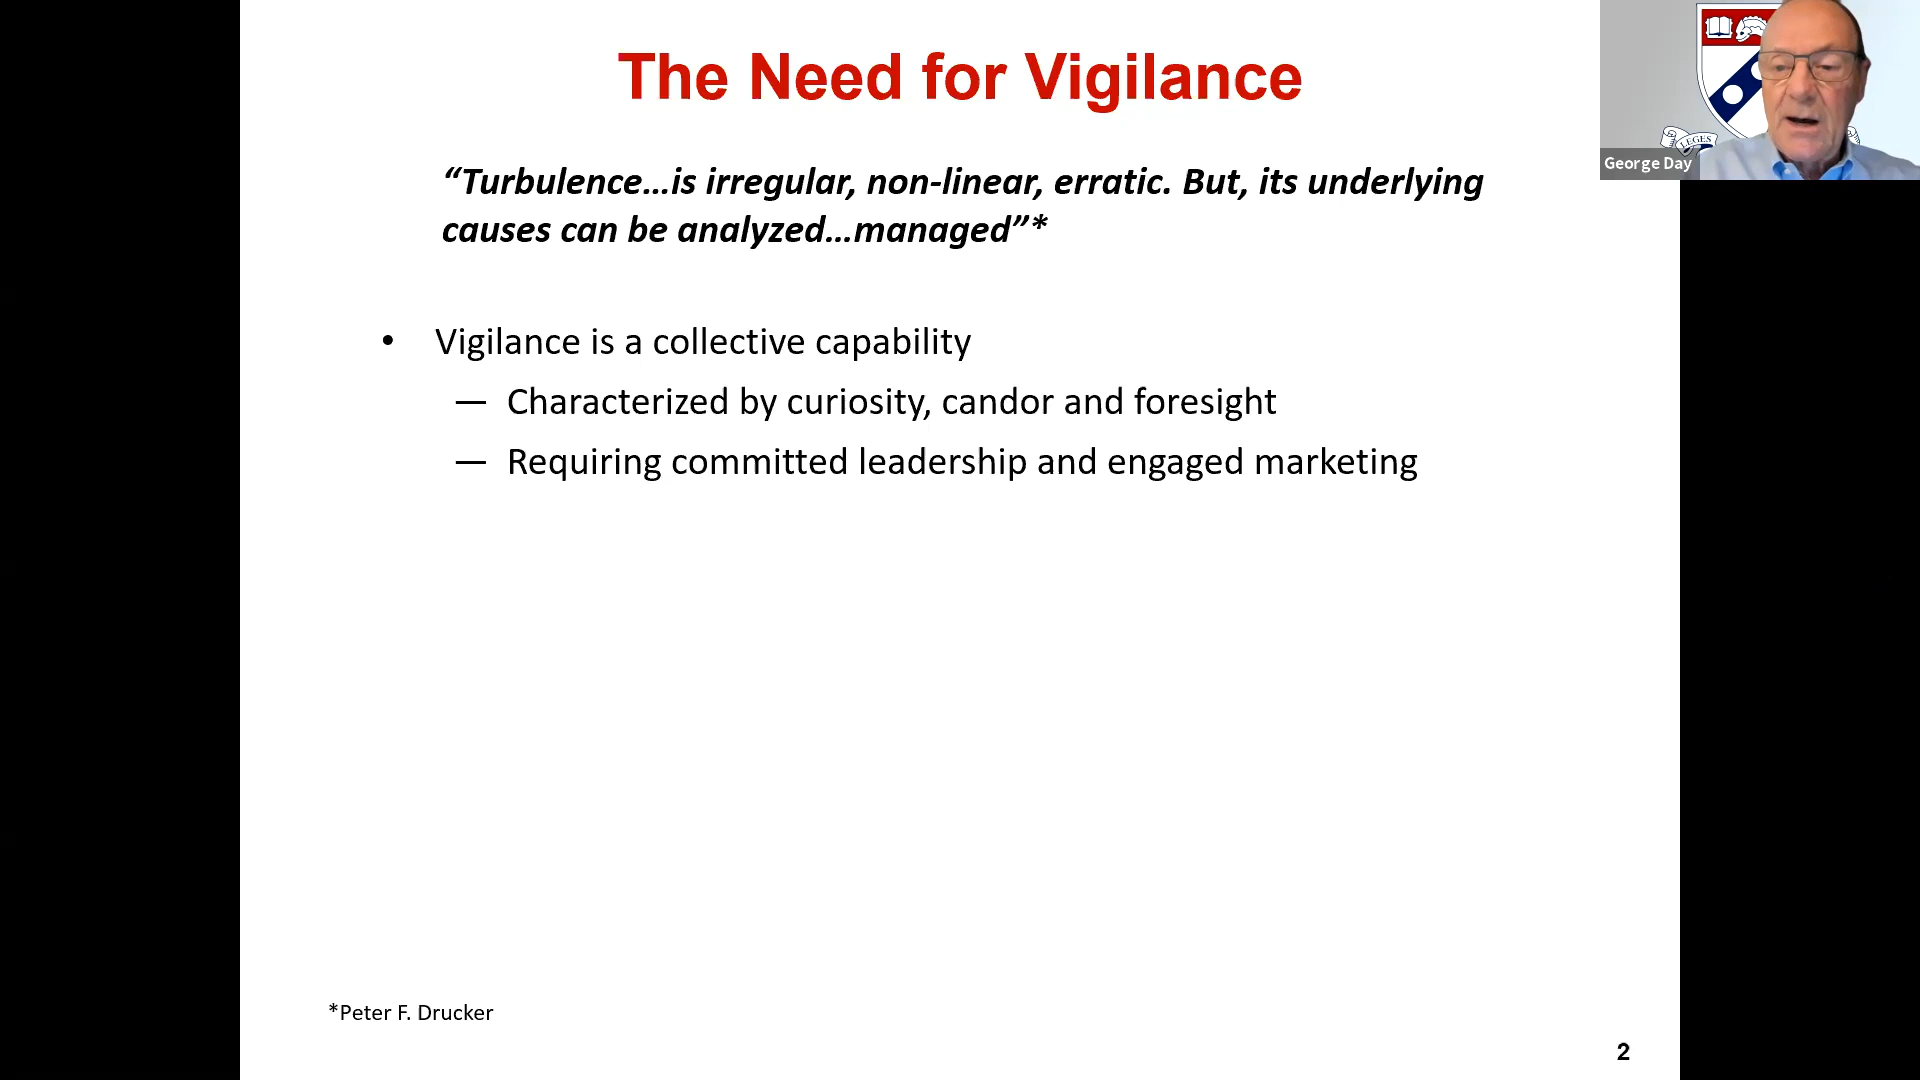 The Need for Vigilance
“Turbulence...is irregular, non-linear, erratic. But, its underlying
causes can be analyzed...managed”*
• Vigilance is a collective capability
— Characterized by curiosity, candor and foresight
— Requiring committed leadership and engaged marketing
*Peter F. Drucker
2
LEGES
George Day